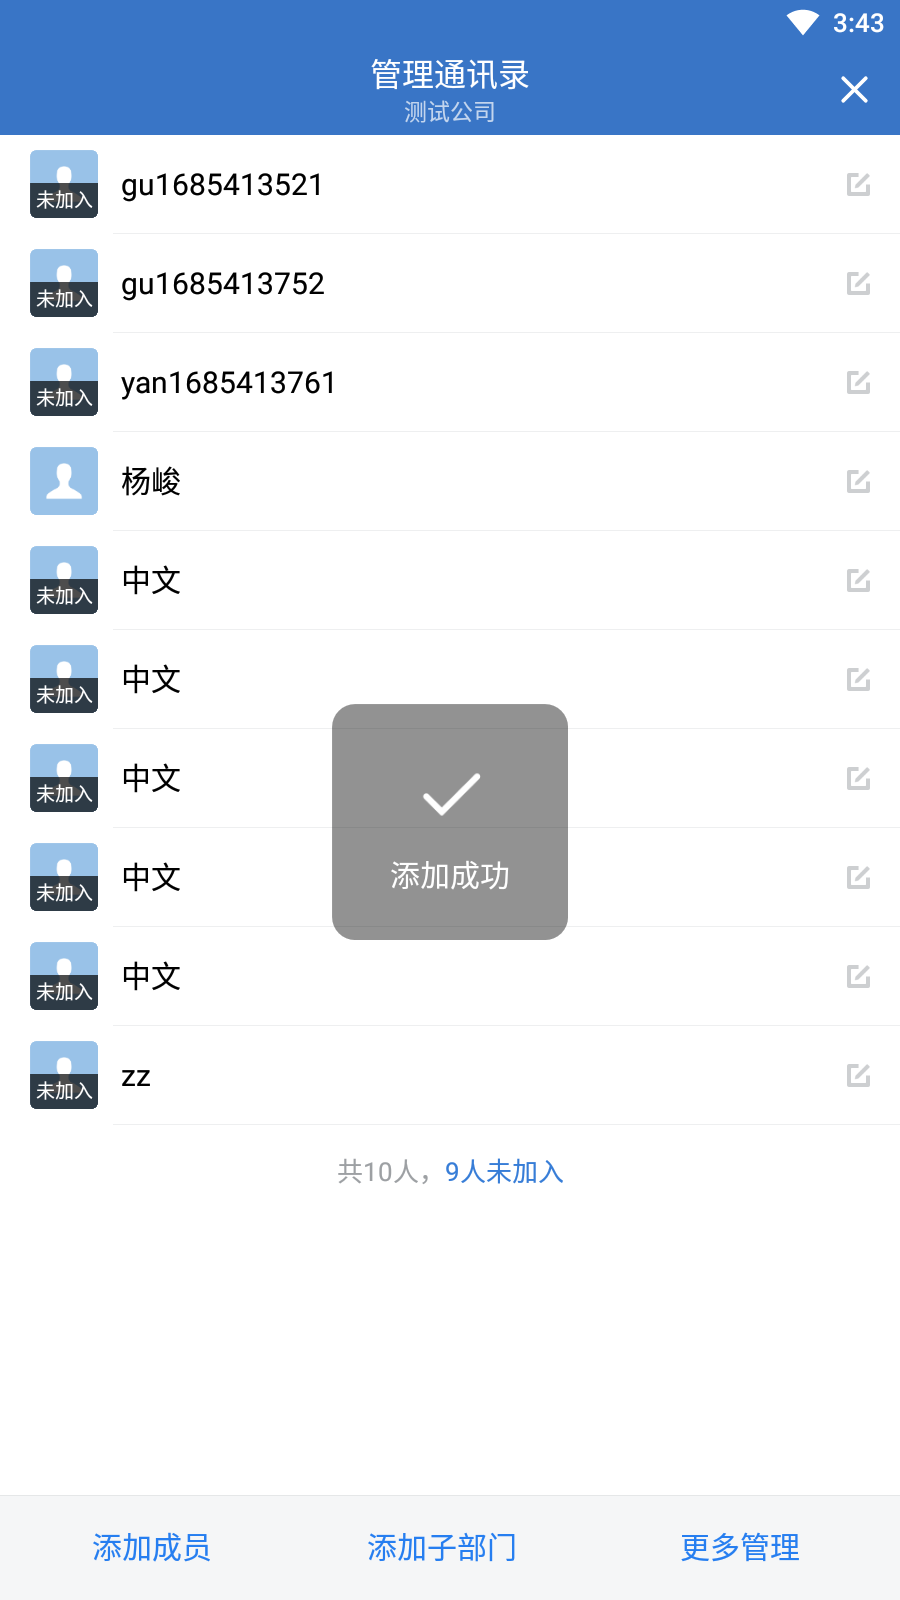 3:43
管理通讯录
测试公司
未加入 gu1685413521
未加入 gu1685413752
未加入 yan1685413761
杨峻
未加入 中文
未加入 中文
未加入 中文
未加入 中文
未加入 中文
未加入 zz
添加成功
共10人，9人未加入
添加成员 添加子部门 更多管理